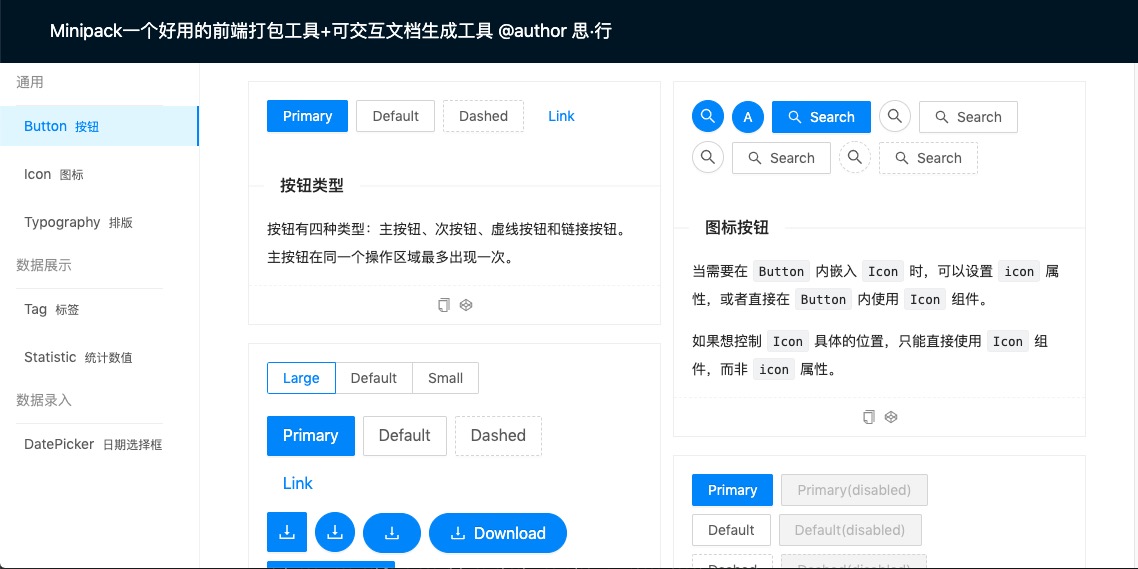 Minipack一个好用的前端打包工具+可交互文档生成工具 @author 思·行
通用
Button 按钮
Icon 图标
Typography 排版
数据展示
Tag 标签
Statistic 统计数值
数据录入
DatePicker 日期选择框
Primary Default Dashed Link
按钮类型
按钮有四种类型：主按钮、次按钮、虚线按钮和链接按钮。
主按钮在同一个操作区域最多出现一次。
Large Default Small
Primary Default Dashed
Link
Download
A Search Search
Search Search
图标按钮
当需要在 Button 内嵌入 Icon 时，可以设置 icon 属
性，或者直接在 Button 内使用 Icon 组件。
如果想控制 Icon 具体的位置，只能直接使用 Icon 组
件，而非 icon 属性。
Primary Primary(disabled)
Default Default(disabled)
Dashed Dashed(disabled)